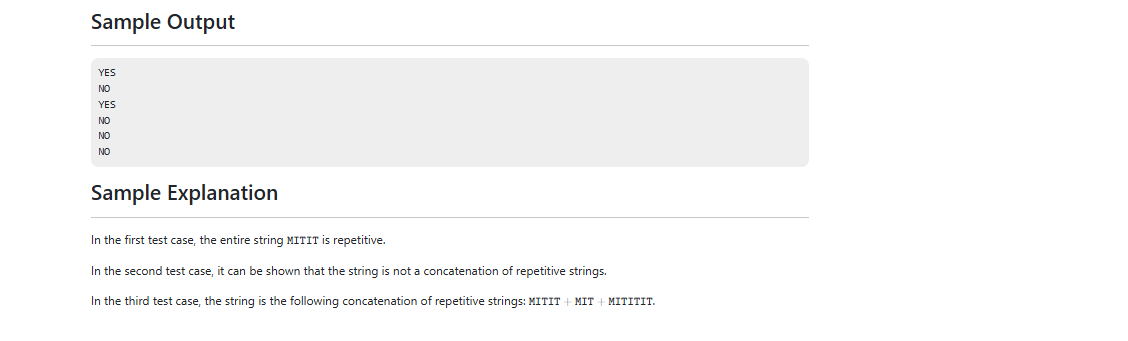 Sample Output
YES
NO
YES
NO
NO
NO
Sample Explanation
In the first test case, the entire string MITIT is repetitive.
In the second test case, it can be shown that the string is not a concatenation of repetitive strings.
In the third test case, the string is the following concatenation of repetitive strings: MITIT + MIT + MITITIT.